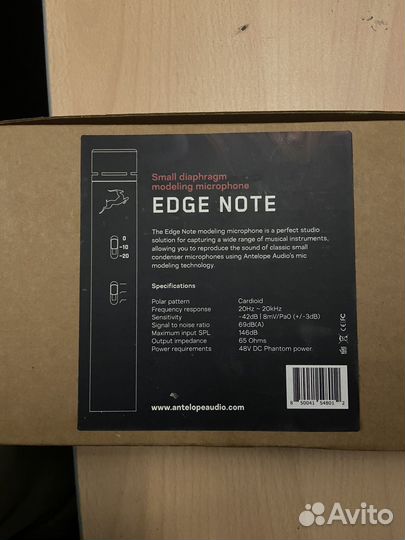 Small diaphragm
modeling microphone
EDGE NOTE
The Edge Note modeling microphone is a perfect studio
solution for capturing a wide range of musical instruments,
allowing you to reproduce the sound of classic small
condenser microphones using Antelope Audio's mic
modeling technology.
0
-10
-20
Specifications
Polar pattern Cardioid
Frequency response 20Hz ~ 20kHz
Sensitivity -42dB | 8mV/Pa0 (+/-3dB)
Signal to noise ratio 69dB(A)
Maximum input SPL 146dB
Output impedance 65 Ohms
Power requirements 48V DC Phantom power
www.antelopeaudio.com
8 50041 54801 2
Avito